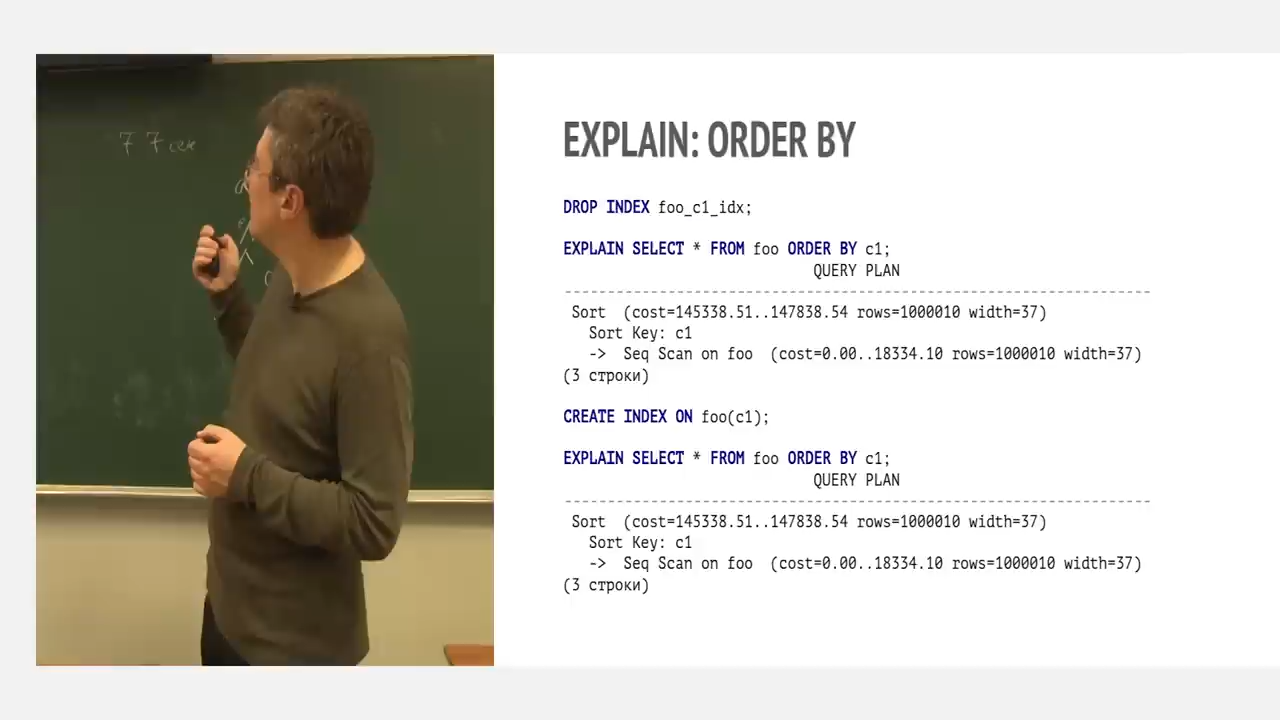 7 7 сек
EXPLAIN: ORDER BY
DROP INDEX foo_c1_idx;
EXPLAIN SELECT * FROM foo ORDER BY c1;
QUERY PLAN
-------------------------------------------------------------------
Sort (cost=145338.51..147838.54 rows=1000010 width=37)
Sort Key: c1
-> Seq Scan on foo (cost=0.00..18334.10 rows=1000010 width=37)
(3 строки)
CREATE INDEX ON foo(c1);
EXPLAIN SELECT * FROM foo ORDER BY c1;
QUERY PLAN
-------------------------------------------------------------------
Sort (cost=145338.51..147838.54 rows=1000010 width=37)
Sort Key: c1
-> Seq Scan on foo (cost=0.00..18334.10 rows=1000010 width=37)
(3 строки)